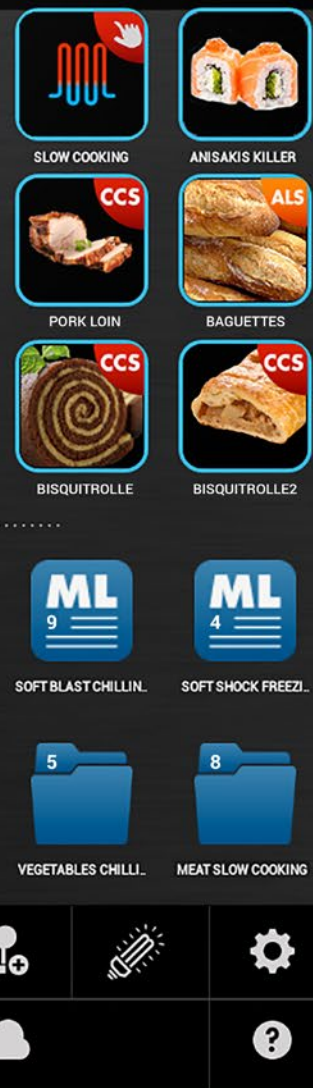 SLOW COOKING
ANISAKIS KILLER
CCS
ALS
PORK LOIN
BAGUETTES
CCS
CCS
BISQUITROLLE
BISQUITROLLE2
ML
9
ML
4
SOFT BLAST CHILLIN..
SOFT SHOCK FREEZI..
5
8
VEGETABLES CHILLI..
MEAT SLOW COOKING
?